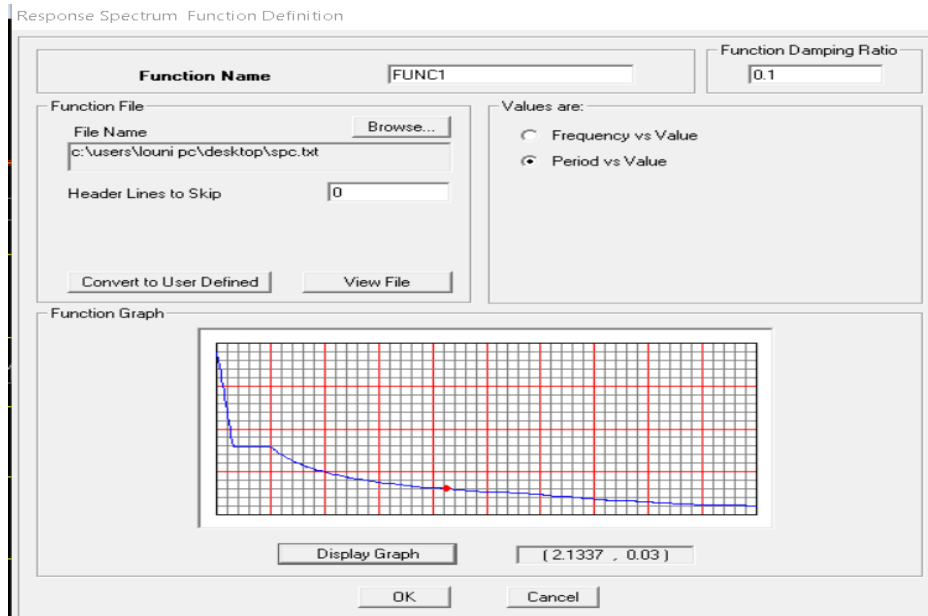 Response Spectrum Function Definition
Function Name
FUNC1
Function Damping Ratio
0.1
Function File
File Name
Browse...
c:\users\louni pc\desktop\spc.txt
Header Lines to Skip
0
Convert to User Defined
View File
Values are:
Frequency vs Value
Period vs Value
Function Graph
Display Graph
( 2.1337 , 0.03 )
OK
Cancel